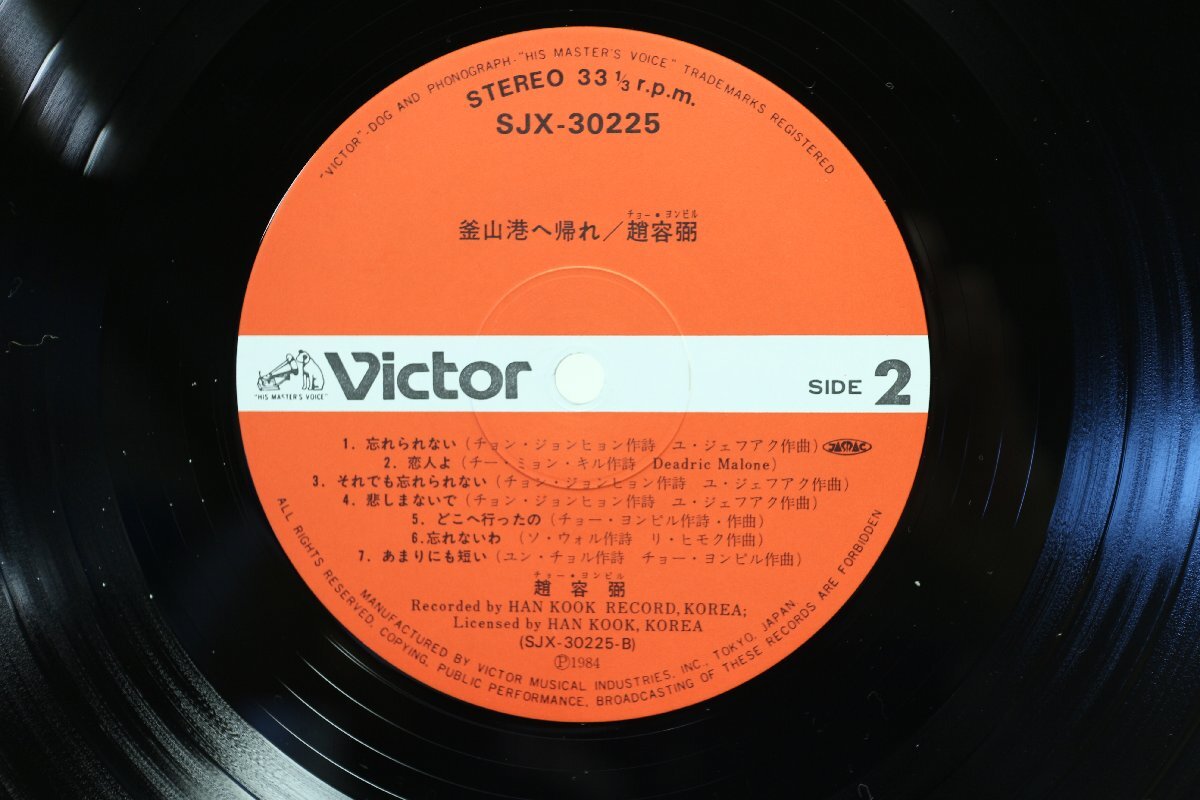 "VICTOR"-DOG AND PHONOGRAPH-"HIS MASTER'S VOICE" TRADEMARKS REGISTERED
STEREO 33 1/3 r.p.m.
SJX-30225
チョー・ヨンピル
釜山港へ帰れ／趙容弼
"HIS MASTER'S VOICE"
Victor
SIDE 2
1. 忘れられない (チョン・ジョンヒョン作詩 ユ・ジェフアク作曲) JASRAC
2. 恋人よ (チー・ミョン・キル作詩 Deadric Malone)
3. それでも忘れられない (チョン・ジョンヒョン作詩 ユ・ジェフアク作曲)
4. 悲しまないで (チョン・ジョンヒョン作詩 ユ・ジェフアク作曲)
5. どこへ行ったの (チョー・ヨンピル作詩・作曲)
6. 忘れないわ (ソ・ウォル作詩 リ・ヒモク作曲)
7. あまりにも短い (ユン・チョル作詩 チョー・ヨンピル作曲)
チョー・ヨンピル
趙容弼
Recorded by HAN KOOK RECORD, KOREA;
Licensed by HAN KOOK, KOREA
(SJX-30225-B)
Ⓟ1984
MANUFACTURED BY VICTOR MUSICAL INDUSTRIES, INC., TOKYO, JAPAN
ALL RIGHTS RESERVED. COPYING, PUBLIC PERFORMANCE, BROADCASTING OF THESE RECORDS ARE FORBIDDEN